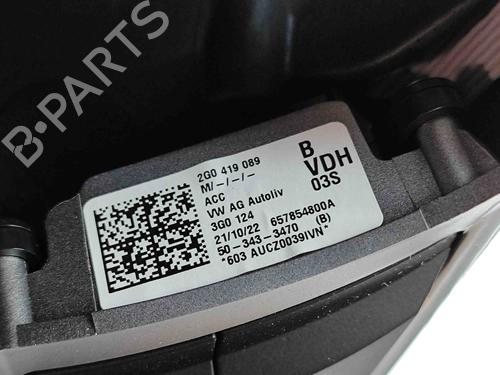 B-PARTS
2G0 419 089
M/-/-/-
ACC
VW AG Autoliv
3G0 124
21/10/22 657854800A
50-343-3470 (B)
*603 AUCZ0039IVN*
B
VDH
03S